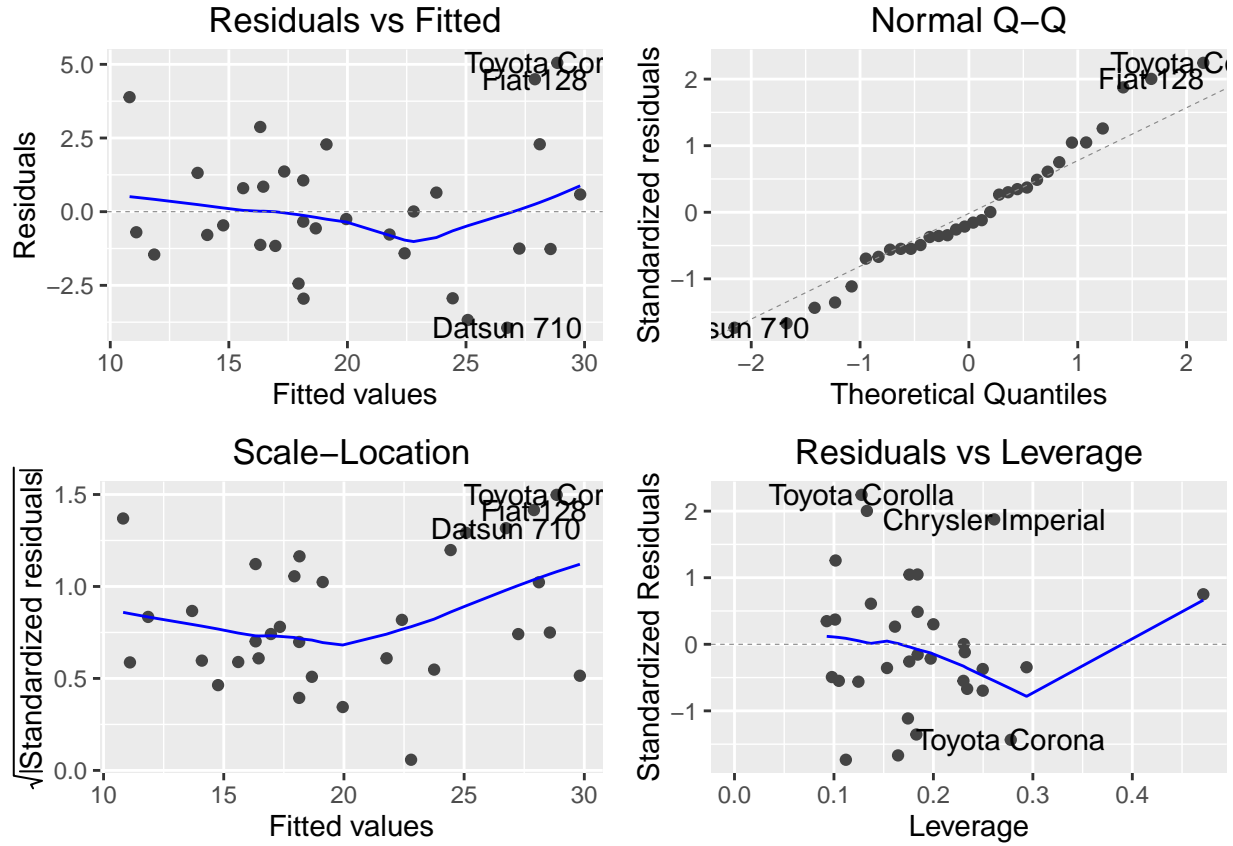 Residuals vs Fitted
Residuals
5.0
2.5
0.0
−2.5
Toyota Cor
Fiat 128
Datsun 710
10 15 20 25 30
Fitted values
Normal Q−Q
Standardized residuals
2
1
0
−1
Toyota Co
Fiat 128
sun 710
−2 −1 0 1 2
Theoretical Quantiles
Scale−Location
√|Standardized residuals|
1.5
1.0
0.5
0.0
Toyota Cor
Fiat 128
Datsun 710
10 15 20 25 30
Fitted values
Residuals vs Leverage
Standardized Residuals
2
1
0
−1
Toyota Corolla
Chrysler Imperial
Toyota Corona
0.0 0.1 0.2 0.3 0.4
Leverage